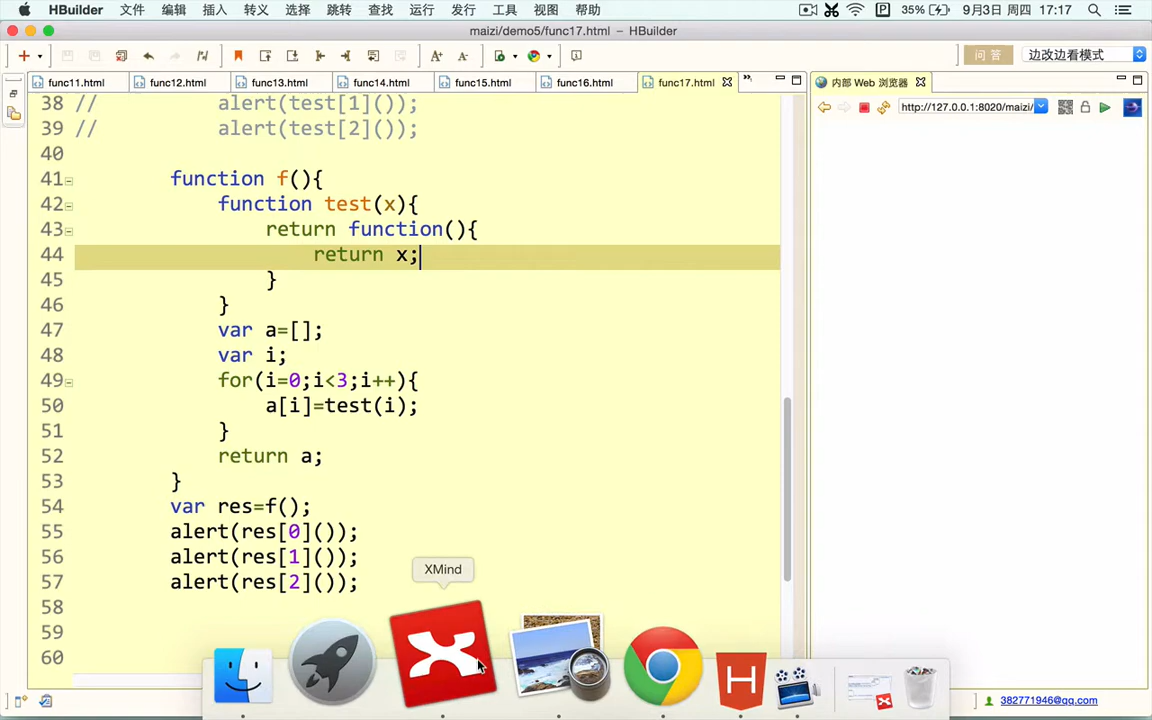 HBuilder 文件 编辑 插入 转义 选择 跳转 查找 运行 发行 工具 视图 帮助 35% 9月3日 周四 17:17
maizi/demo5/func17.html – HBuilder
问 答 边改边看模式
func11.html func12.html func13.html func14.html func15.html func16.html func17.html 内部 Web 浏览器
http://127.0.0.1:8020/maizi/
38 // alert(test[1]());
39 // alert(test[2]());
40
41 function f(){
42 function test(x){
43 return function(){
44 return x;
45 }
46 }
47 var a=[];
48 var i;
49 for(i=0;i<3;i++){
50 a[i]=test(i);
51 }
52 return a;
53 }
54 var res=f();
55 alert(res[0]());
56 alert(res[1]());
57 alert(res[2]());
58
59
60
XMind
382771946@qq.com